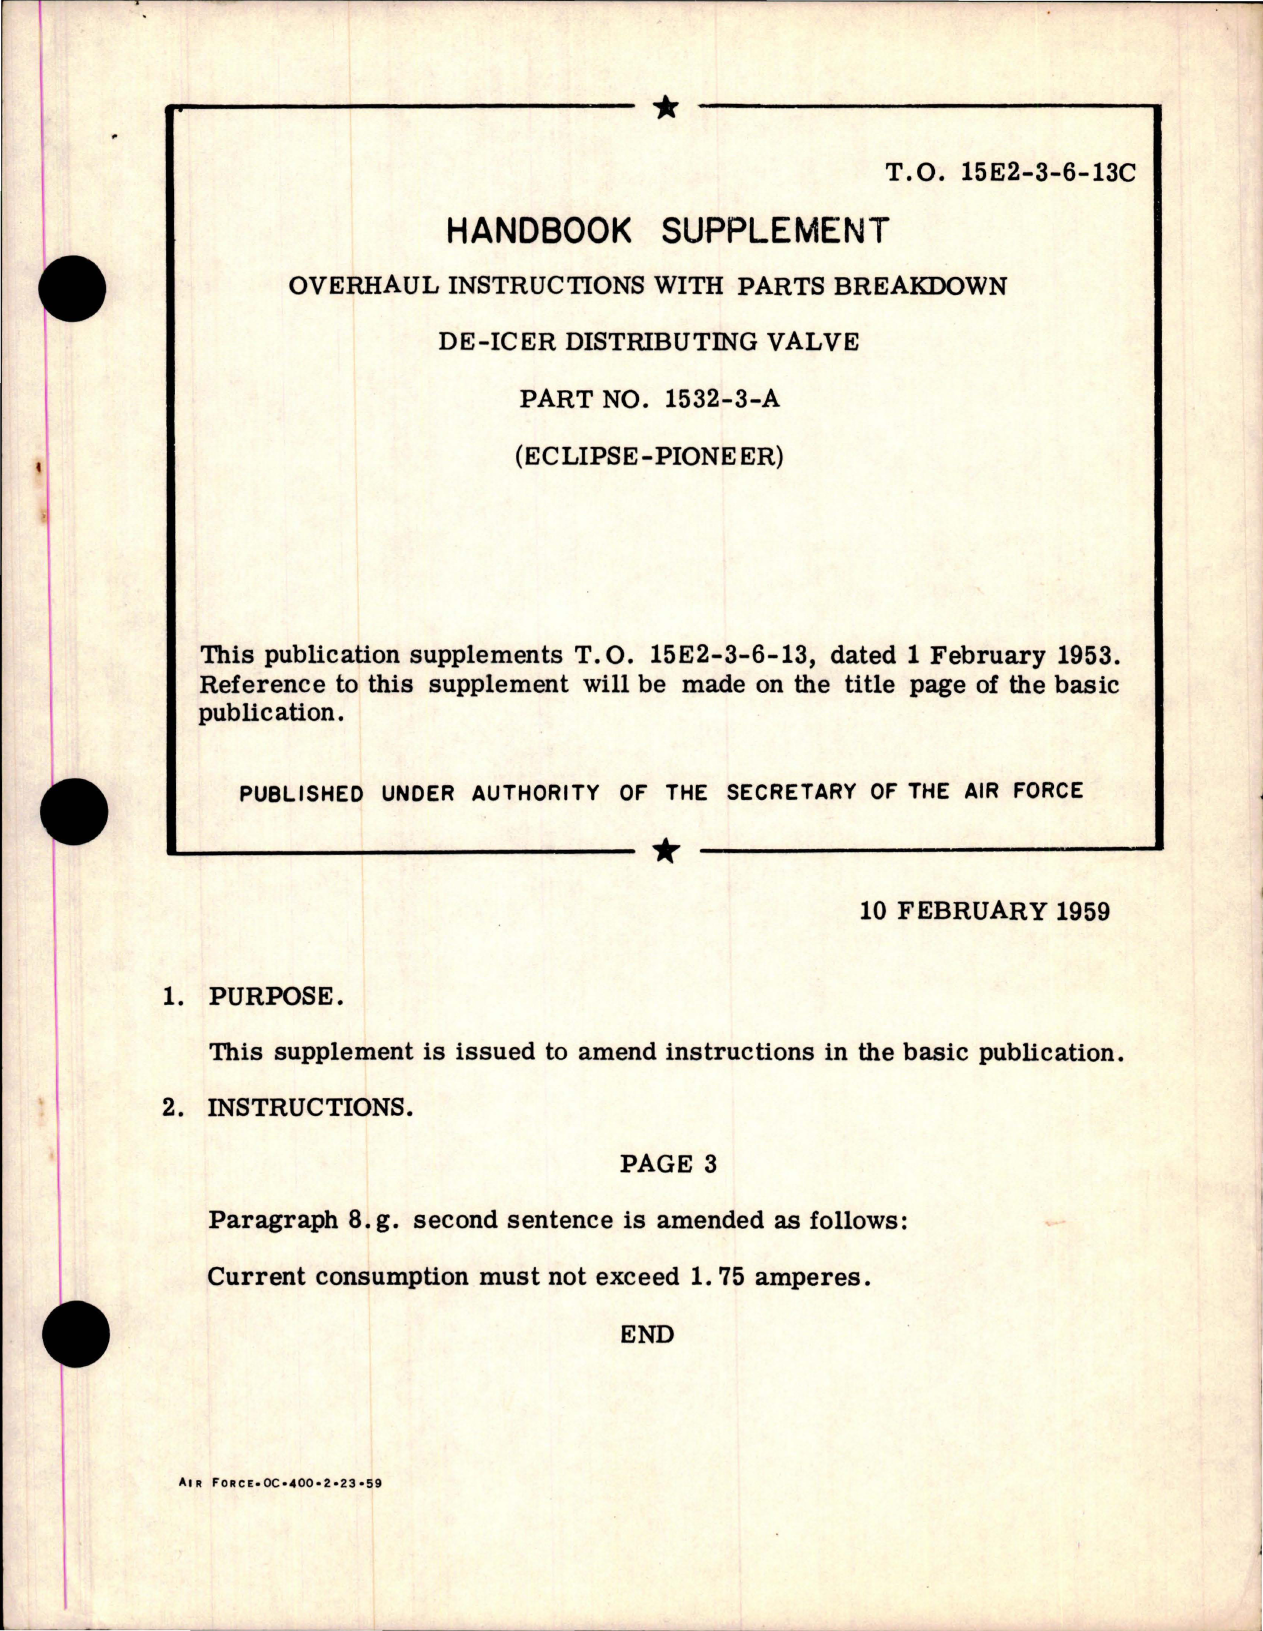 T.O. 15E2-3-6-13C
HANDBOOK SUPPLEMENT
OVERHAUL INSTRUCTIONS WITH PARTS BREAKDOWN
DE-ICER DISTRIBUTING VALVE
PART NO. 1532-3-A
(ECLIPSE-PIONEER)
This publication supplements T.O. 15E2-3-6-13, dated 1 February 1953.
Reference to this supplement will be made on the title page of the basic
publication.
PUBLISHED UNDER AUTHORITY OF THE SECRETARY OF THE AIR FORCE
10 FEBRUARY 1959
1. PURPOSE.
This supplement is issued to amend instructions in the basic publication.
2. INSTRUCTIONS.
PAGE 3
Paragraph 8.g. second sentence is amended as follows:
Current consumption must not exceed 1.75 amperes.
END
AIR FORCE-OC-400-2-23-59